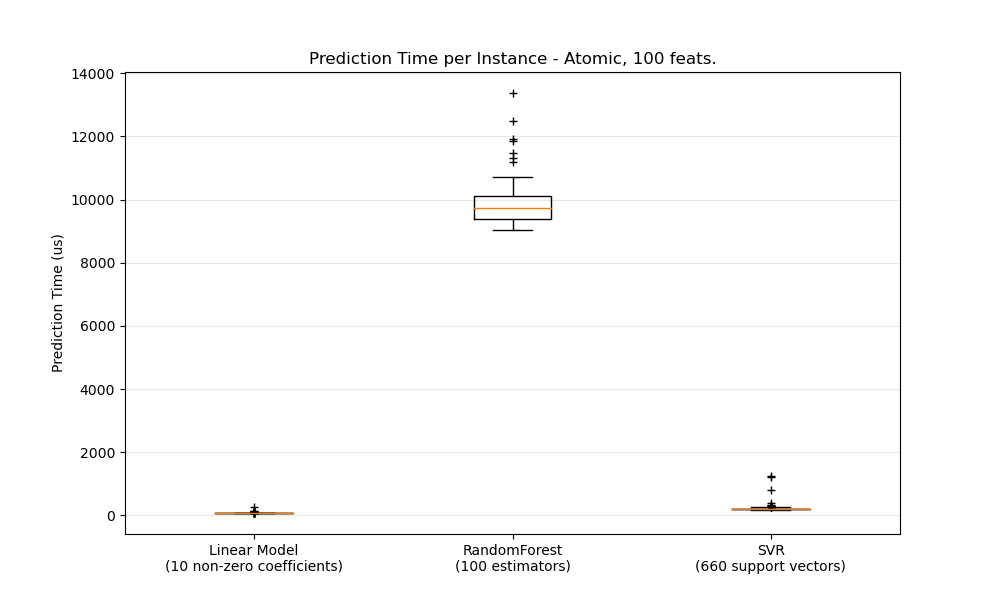 Prediction Time per Instance - Atomic, 100 feats.
Prediction Time (us)
14000
12000
10000
8000
6000
4000
2000
0
Linear Model
(10 non-zero coefficients)
RandomForest
(100 estimators)
SVR
(660 support vectors)